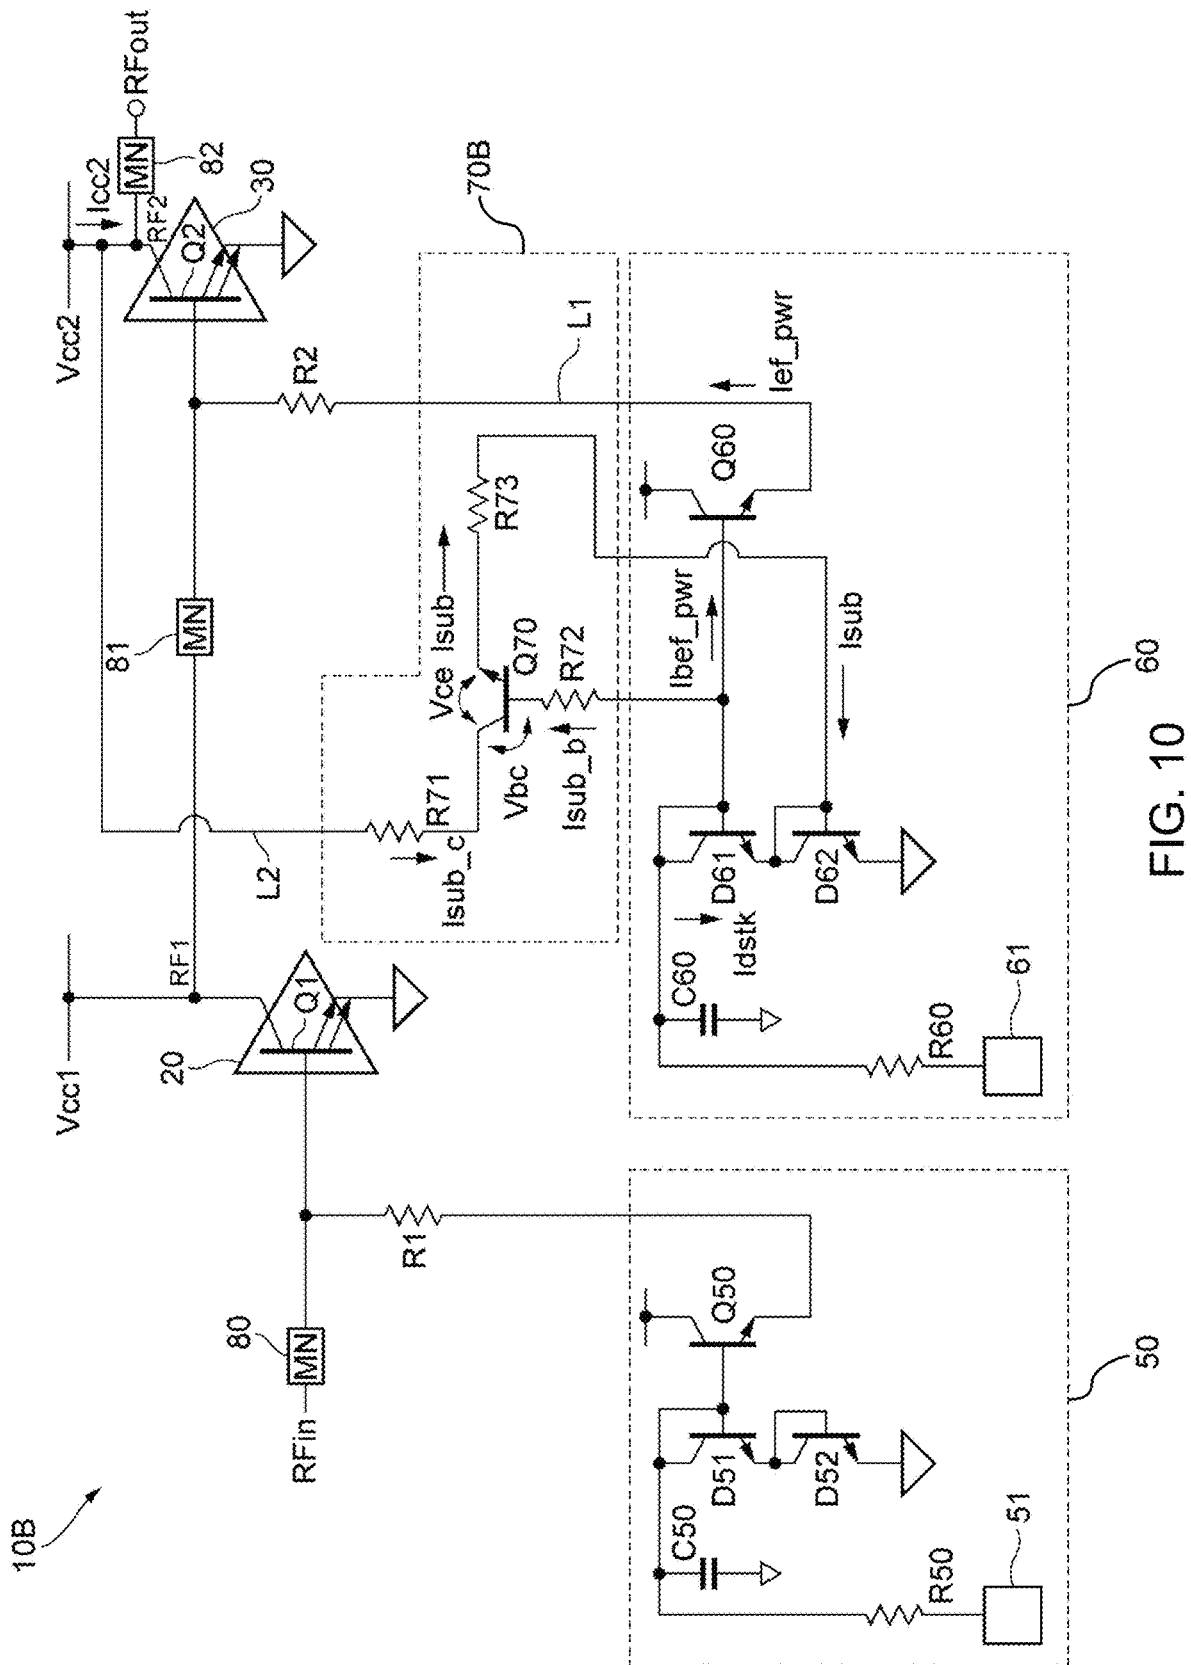 10B
Vcc1
Vcc2
Icc2
MN
RFout
82
RF2
Q2
30
RF1
Q1
20
81
MN
L2
R2
70B
L1
RFin
MN
80
R1
R71
Isub_c
Vbc
Vce
Isub
Q70
R73
R72
Isub_b
Ibef_pwr
Q60
Ief_pwr
Isub
D61
D62
Idstk
C60
R60
61
60
Q50
D51
D52
C50
R50
51
50
FIG. 10